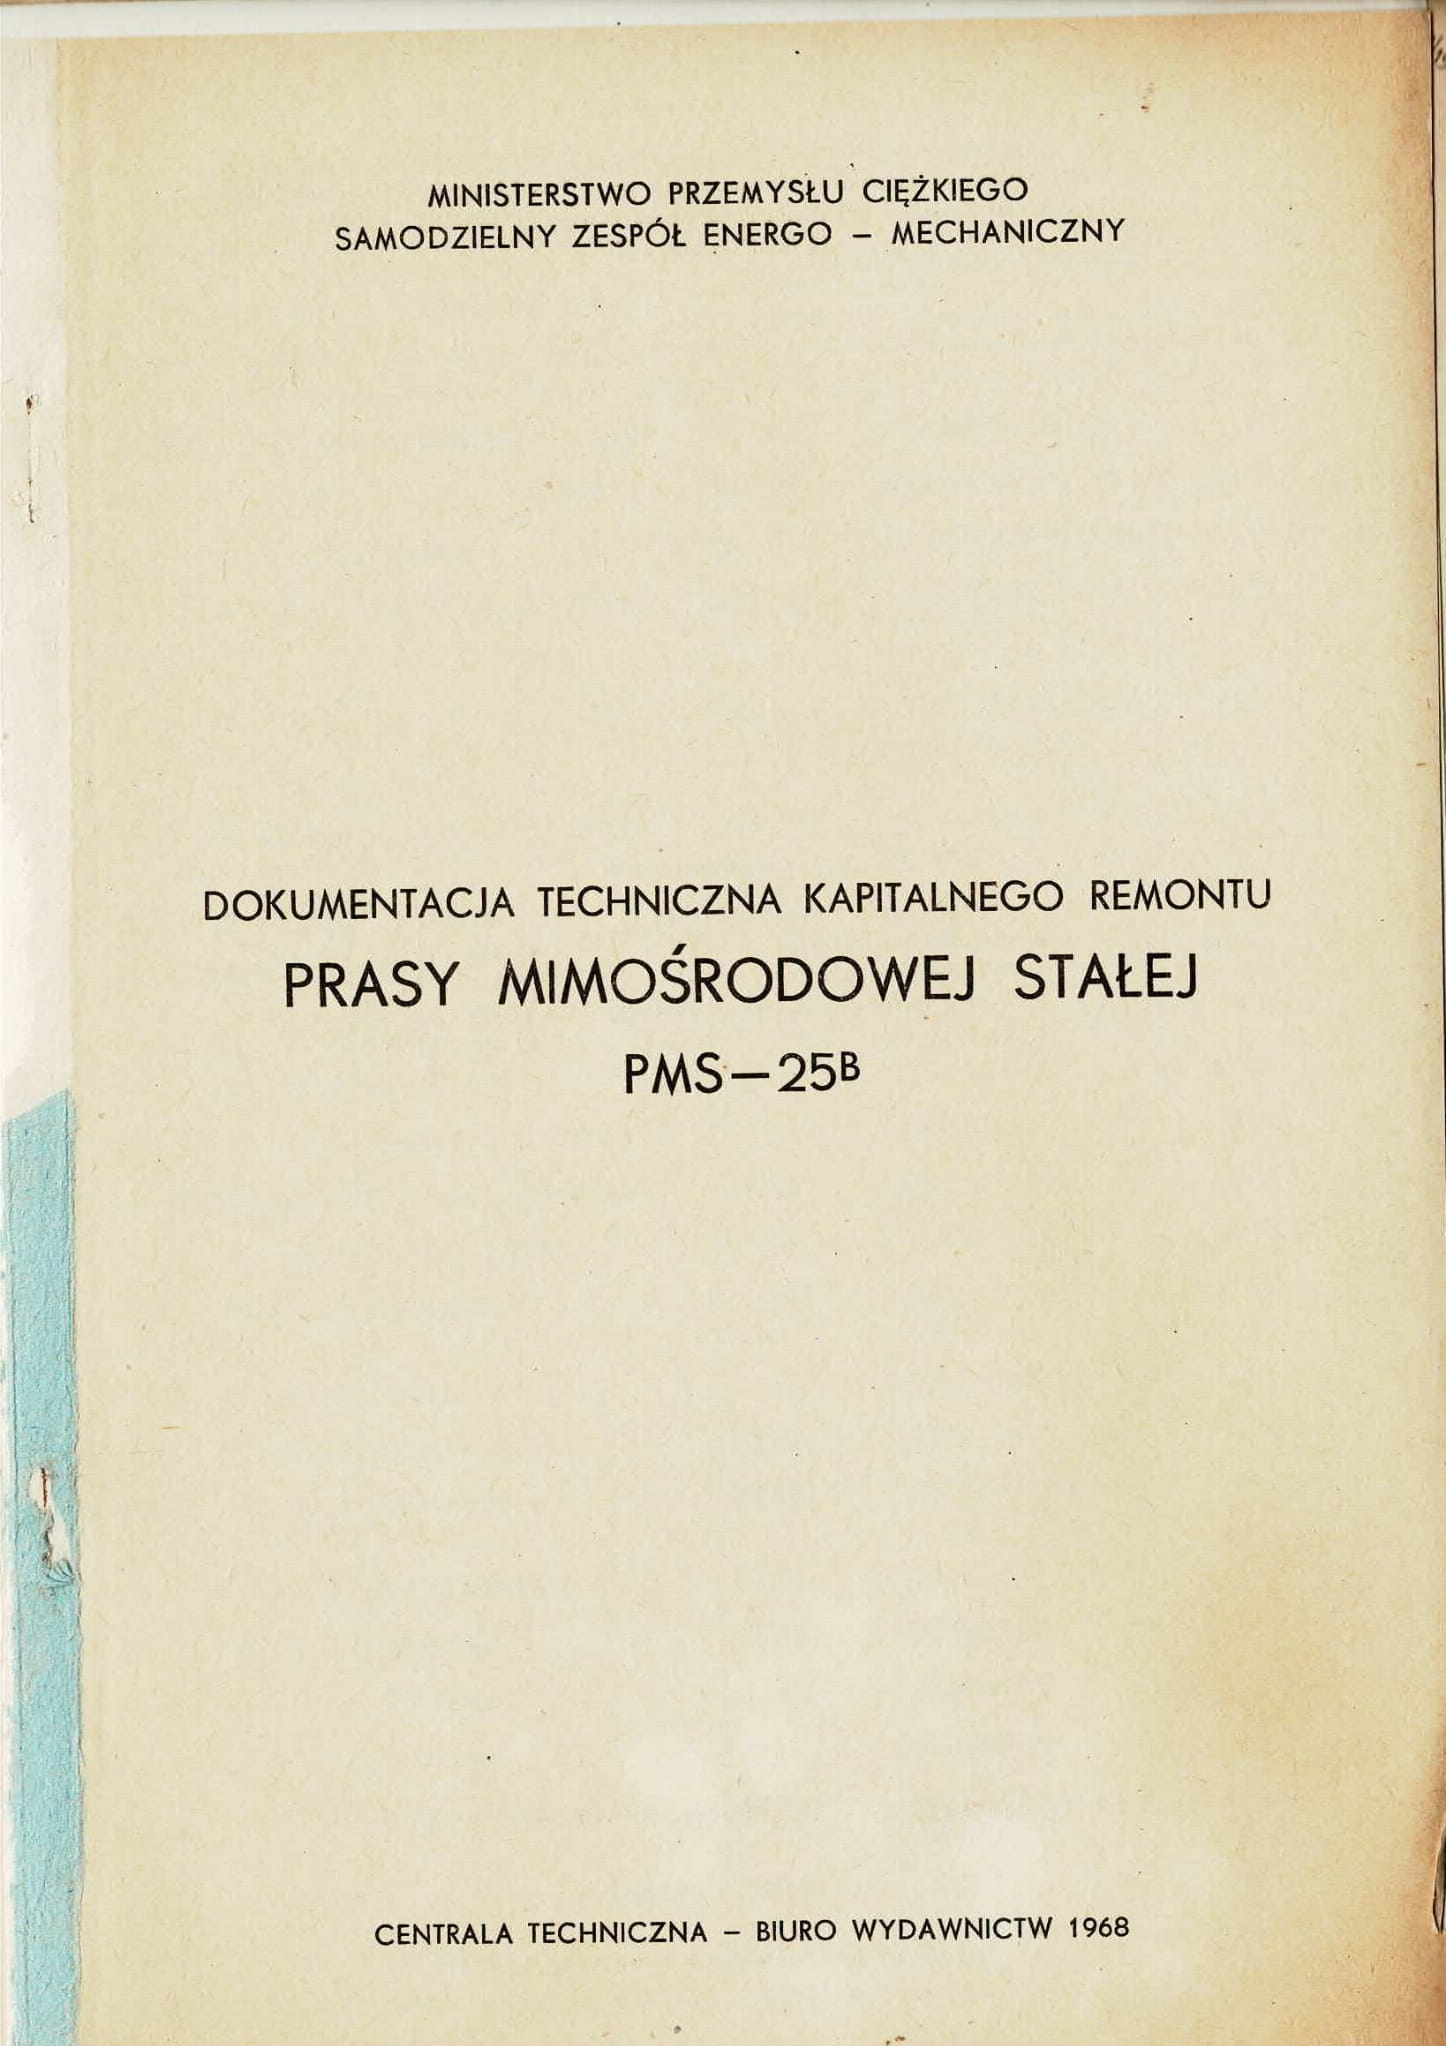 MINISTERSTWO PRZEMYSŁU CIĘŻKIEGO
SAMODZIELNY ZESPÓŁ ENERGO – MECHANICZNY
DOKUMENTACJA TECHNICZNA KAPITALNEGO REMONTU
PRASY MIMOŚRODOWEJ STAŁEJ
PMS—25B
CENTRALA TECHNICZNA – BIURO WYDAWNICTW 1968